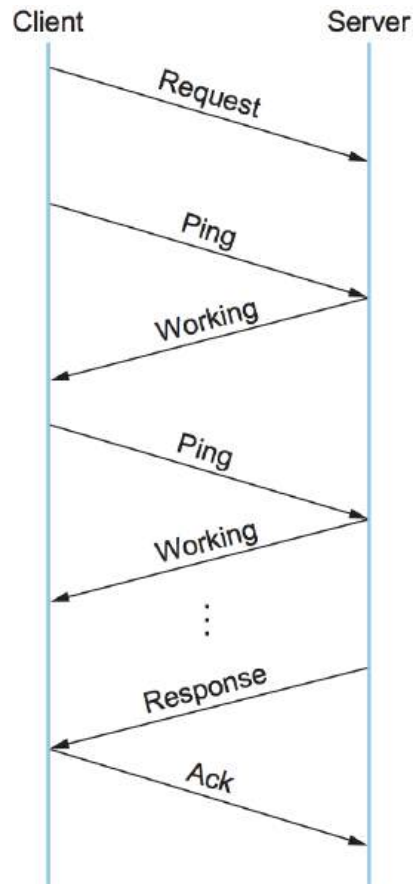 Client Server
Request
Ping
Working
Ping
Working
⋮
Response
Ack